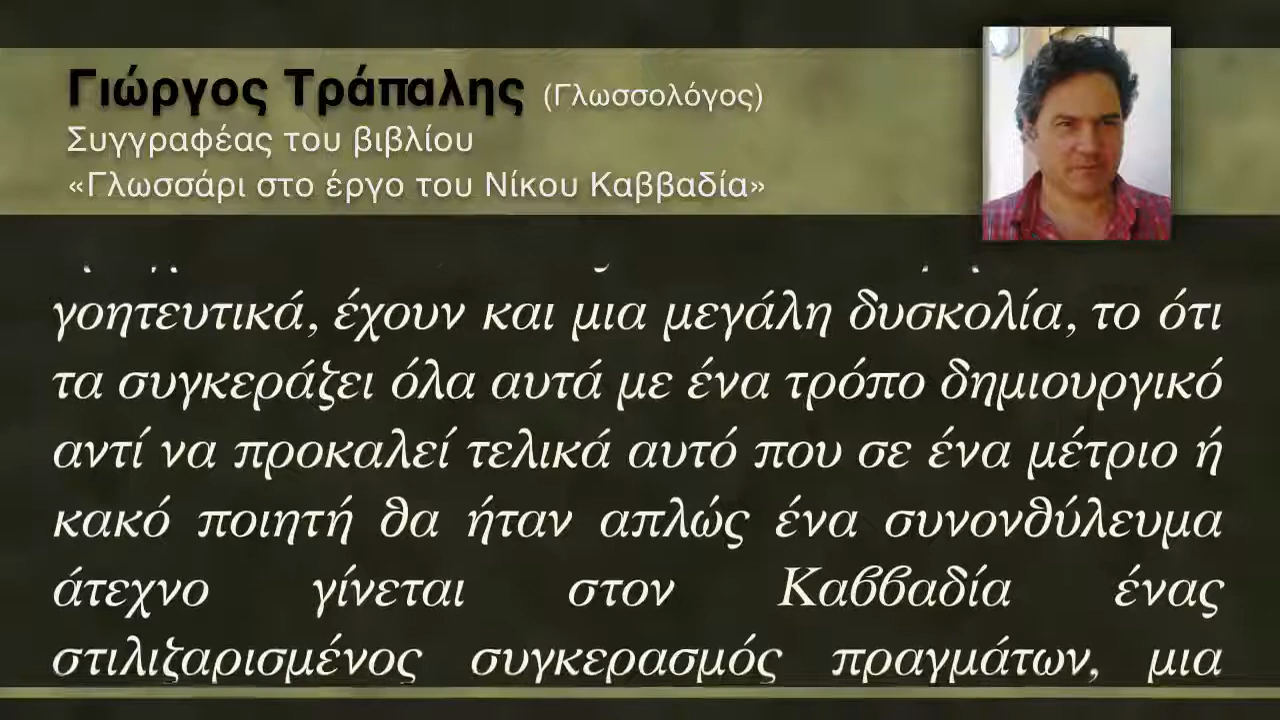 Γιώργος Τράπαλης (Γλωσσολόγος)
Συγγραφέας του βιβλίου
«Γλωσσάρι στο έργο του Νίκου Καββαδία»
γοητευτικά, έχουν και μια μεγάλη δυσκολία, το ότι
τα συγκεράζει όλα αυτά με ένα τρόπο δημιουργικό
αντί να προκαλεί τελικά αυτό που σε ένα μέτριο ή
κακό ποιητή θα ήταν απλώς ένα συνονθύλευμα
άτεχνο γίνεται στον Καββαδία ένας
στιλιζαρισμένος συγκερασμός πραγμάτων, μια